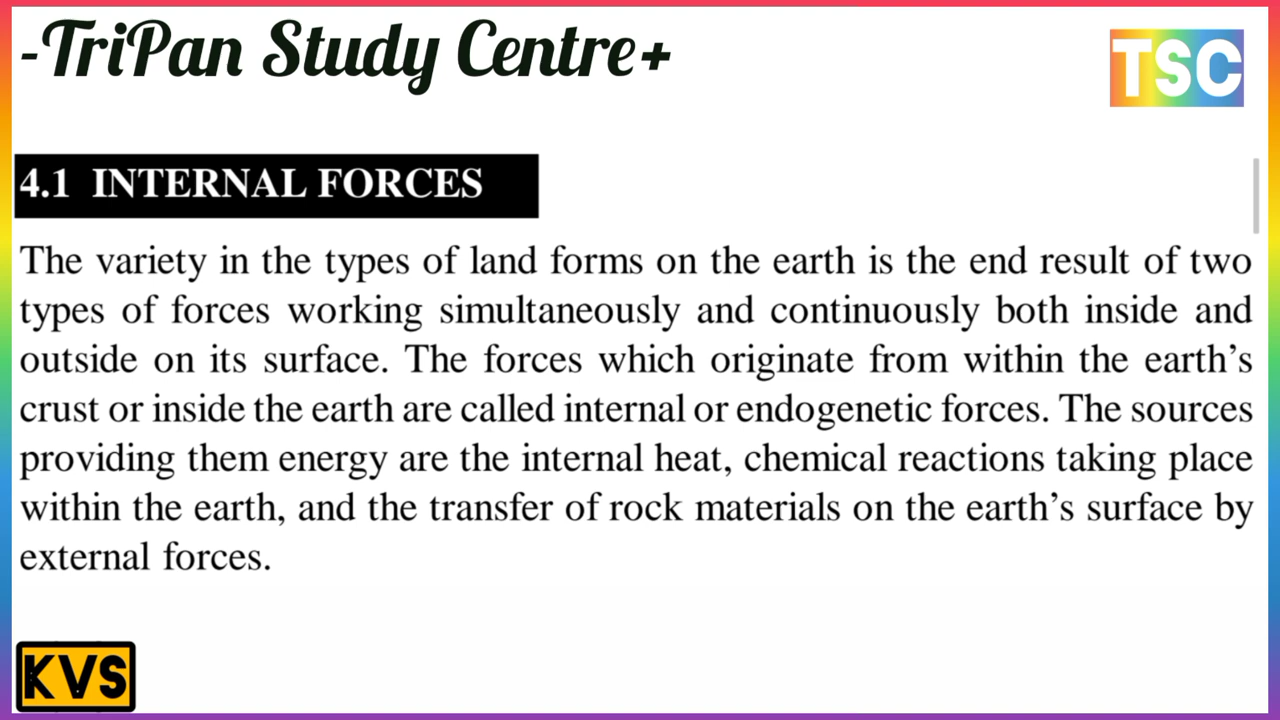 -TriPan Study Centre+
TSC
4.1 INTERNAL FORCES
The variety in the types of land forms on the earth is the end result of two
types of forces working simultaneously and continuously both inside and
outside on its surface. The forces which originate from within the earth’s
crust or inside the earth are called internal or endogenetic forces. The sources
providing them energy are the internal heat, chemical reactions taking place
within the earth, and the transfer of rock materials on the earth’s surface by
external forces.
KVS